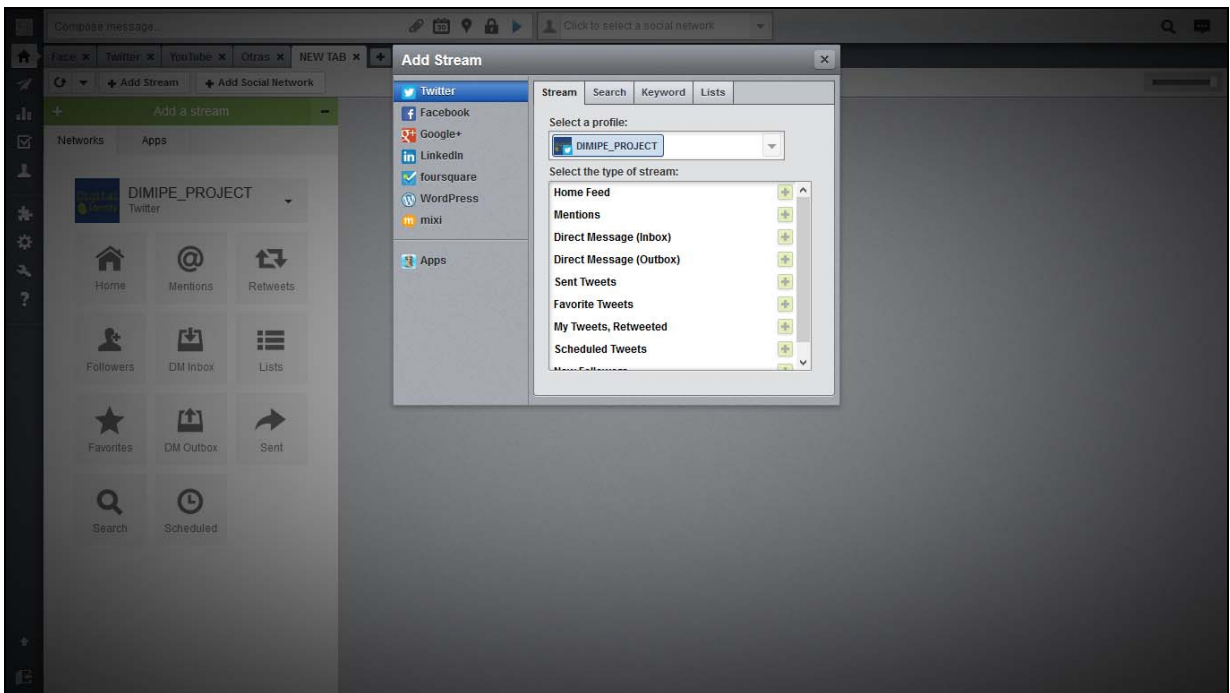 Compose message...
30
Click to select a social network
Face
Twitter
YouTube
Otras
NEW TAB
Add Stream
Add Social Network
Add a stream
Networks
Apps
DIMIPE_PROJECT
Twitter
Home
Mentions
Retweets
Followers
DM Inbox
Lists
Favorites
DM Outbox
Sent
Search
Scheduled
Add Stream
Twitter
Facebook
Google+
LinkedIn
foursquare
WordPress
mixi
Apps
Stream
Search
Keyword
Lists
Select a profile:
DIMIPE_PROJECT
Select the type of stream:
Home Feed
Mentions
Direct Message (Inbox)
Direct Message (Outbox)
Sent Tweets
Favorite Tweets
My Tweets, Retweeted
Scheduled Tweets
New Followers